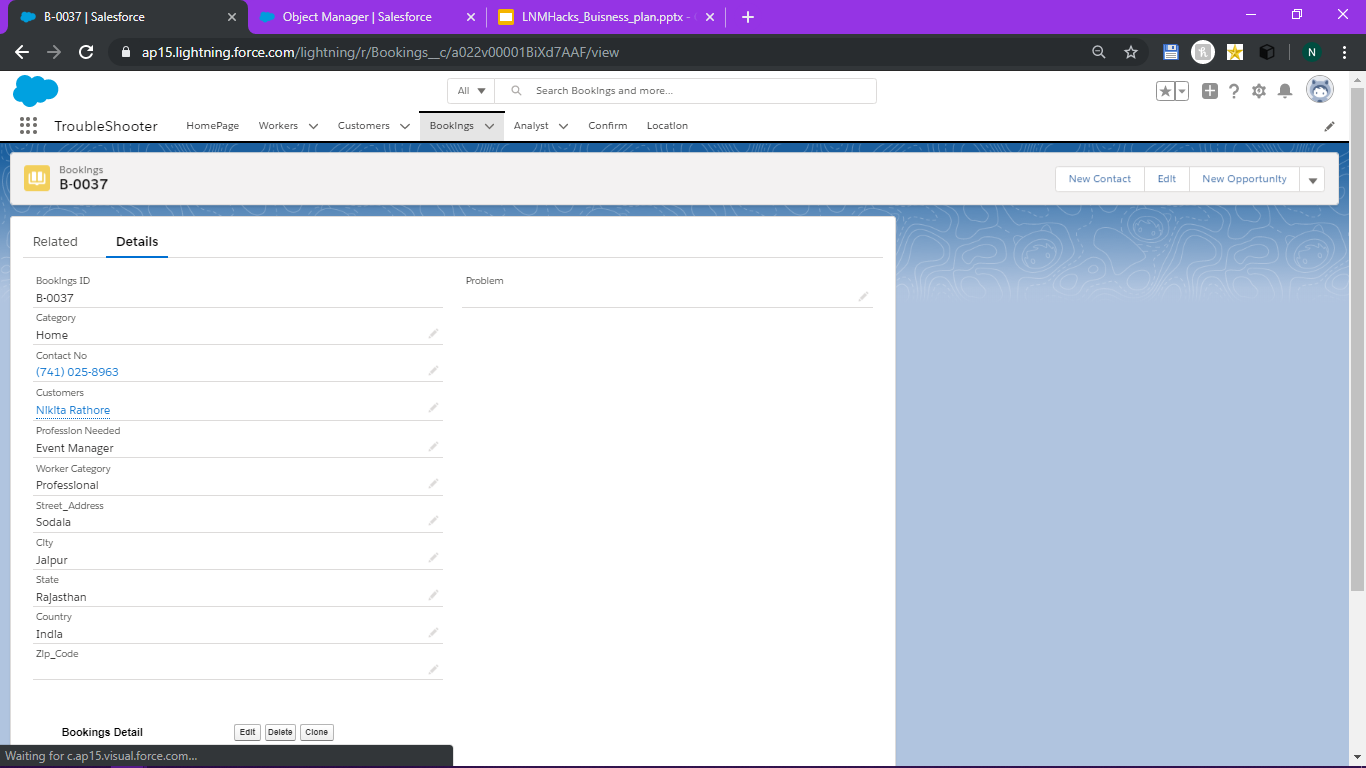 B-0037 | Salesforce
Object Manager | Salesforce
LNMHacks_Buisness_plan.pptx -
ap15.lightning.force.com/lightning/r/Bookings__c/a022v00001BiXd7AAF/view
N
All
Search Bookings and more...
TroubleShooter
HomePage
Workers
Customers
Bookings
Analyst
Confirm
Location
Bookings
B-0037
New Contact
Edit
New Opportunity
Related
Details
Bookings ID
B-0037
Category
Home
Contact No
(741) 025-8963
Customers
Nikita Rathore
Profession Needed
Event Manager
Worker Category
Professional
Street_Address
Sodala
City
Jaipur
State
Rajasthan
Country
India
Zip_Code
Problem
Bookings Detail
Edit
Delete
Clone
Waiting for c.ap15.visual.force.com...